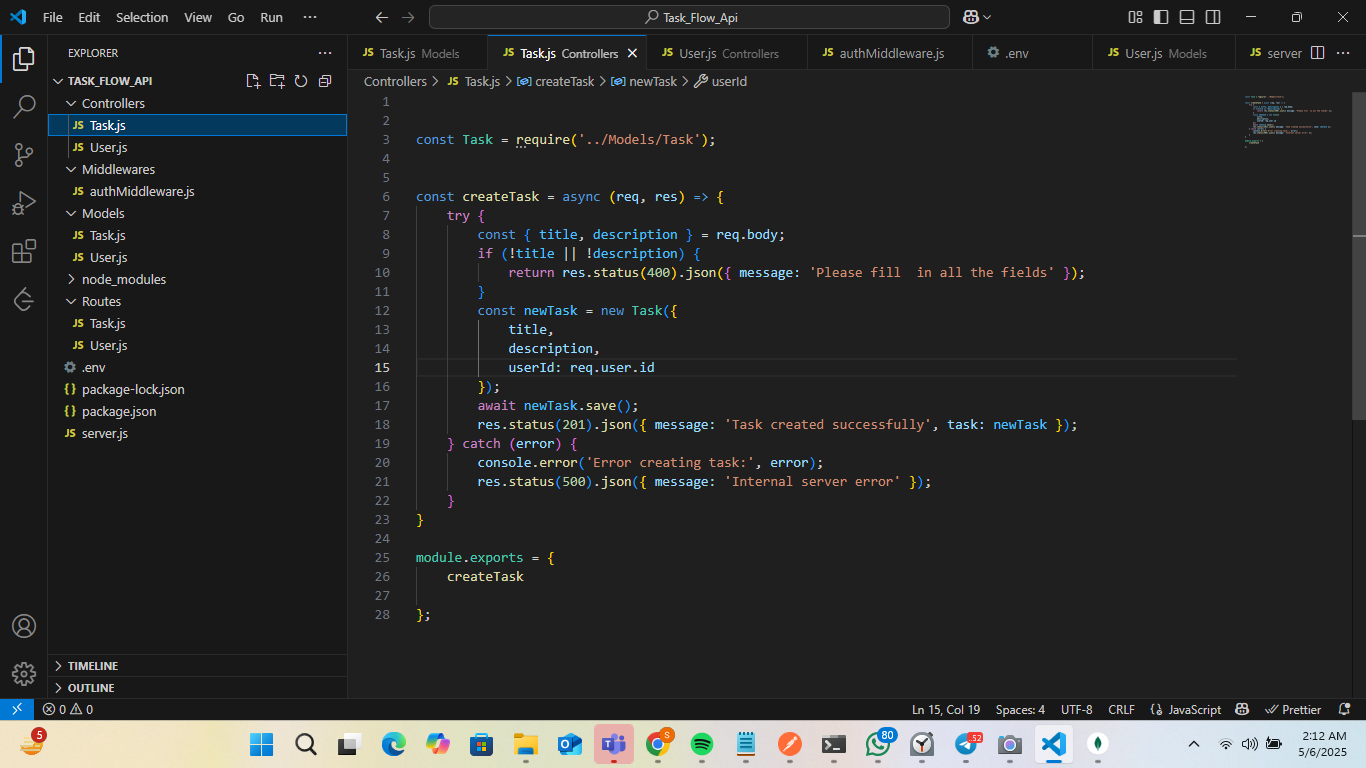 File Edit Selection View Go Run ···
Task_Flow_Api
EXPLORER
TASK_FLOW_API
Controllers
JS Task.js
JS User.js
Middlewares
JS authMiddleware.js
Models
JS Task.js
JS User.js
node_modules
Routes
JS Task.js
JS User.js
.env
{} package-lock.json
{} package.json
JS server.js
TIMELINE
OUTLINE
JS Task.js Models JS Task.js Controllers JS User.js Controllers JS authMiddleware.js .env JS User.js Models JS server
Controllers > JS Task.js > createTask > newTask > userId
1
2
3 const Task = require('../Models/Task');
4
5
6 const createTask = async (req, res) => {
7 try {
8 const { title, description } = req.body;
9 if (!title || !description) {
10 return res.status(400).json({ message: 'Please fill  in all the fields' });
11 }
12 const newTask = new Task({
13 title,
14 description,
15 userId: req.user.id
16 });
17 await newTask.save();
18 res.status(201).json({ message: 'Task created successfully', task: newTask });
19 } catch (error) {
20 console.error('Error creating task:', error);
21 res.status(500).json({ message: 'Internal server error' });
22 }
23 }
24
25 module.exports = {
26 createTask
27
28 };
0 0 Ln 15, Col 19 Spaces: 4 UTF-8 CRLF {} JavaScript Prettier
5 S 80 .52 2:12 AM
5/6/2025